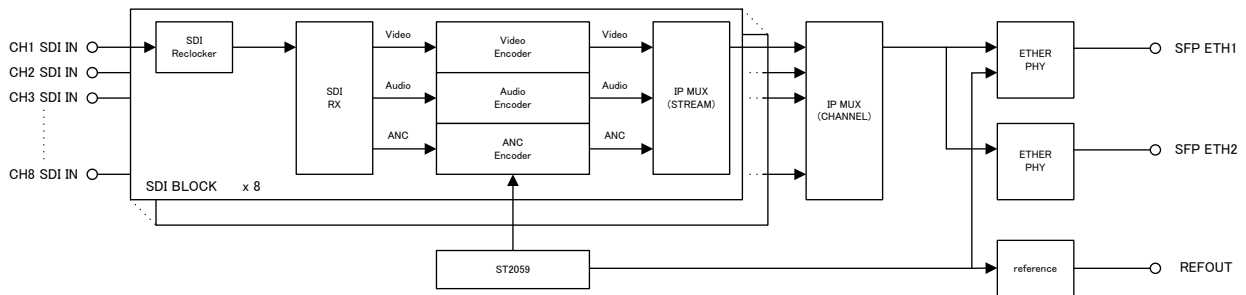 CH1 SDI IN
CH2 SDI IN
CH3 SDI IN
CH8 SDI IN
SDI
Reclocker
SDI
RX
Video
Audio
ANC
Video
Encoder
Audio
Encoder
ANC
Encoder
Video
Audio
ANC
IP MUX
(STREAM)
SDI BLOCK x 8
IP MUX
(CHANNEL)
ETHER
PHY
SFP ETH1
ETHER
PHY
SFP ETH2
ST2059
reference
REFOUT